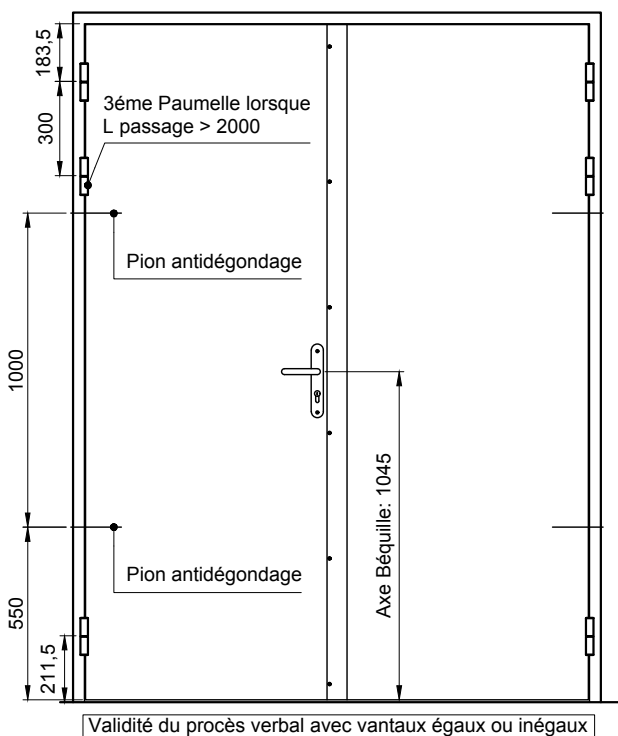 183,5
300
3éme Paumelle lorsque
L passage > 2000
Pion antidégondage
1000
Axe Béquille: 1045
Pion antidégondage
550
211,5
Validité du procès verbal avec vantaux égaux ou inégaux